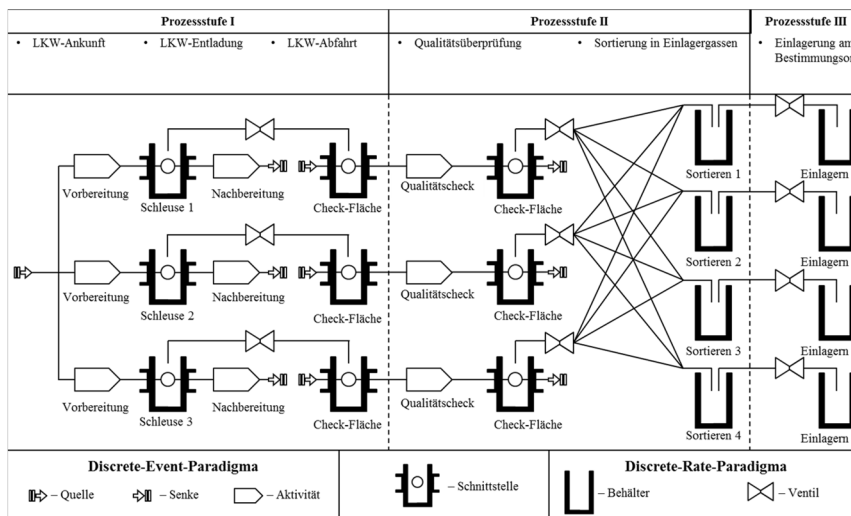 Prozessstufe I
Prozessstufe II
Prozessstufe III
• LKW-Ankunft • LKW-Entladung • LKW-Abfahrt
• Qualitätsüberprüfung • Sortierung in Einlagergassen
• Einlagerung am
Vorbereitung
Schleuse 1
Nachbereitung
Check-Fläche
Qualitätscheck
Check-Fläche
Sortieren 1
Einlagern
Vorbereitung
Schleuse 2
Nachbereitung
Check-Fläche
Qualitätscheck
Check-Fläche
Sortieren 2
Einlagern
Vorbereitung
Schleuse 3
Nachbereitung
Check-Fläche
Qualitätscheck
Check-Fläche
Sortieren 3
Einlagern
Sortieren 4
Einlagern
Discrete-Event-Paradigma
– Quelle
– Senke
– Aktivität
– Schnittstelle
Discrete-Rate-Paradigma
– Behälter
– Ventil